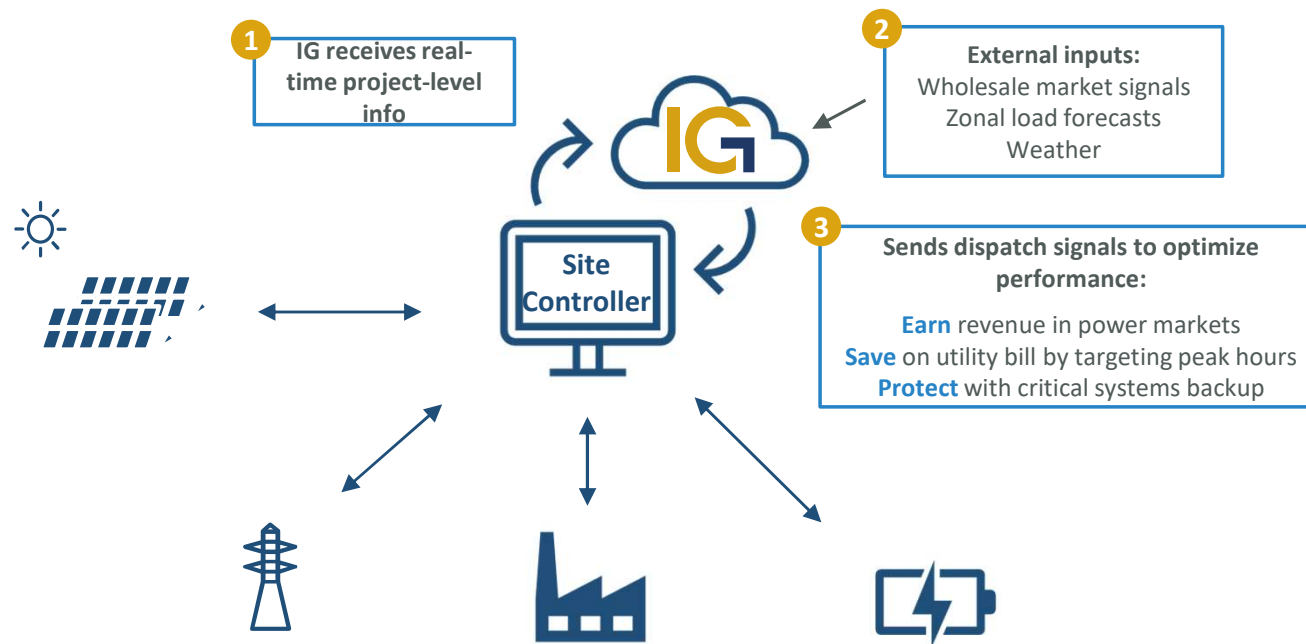 1
IG receives real-
time project-level
info
2
External inputs:
Wholesale market signals
Zonal load forecasts
Weather
IG
3
Sends dispatch signals to optimize
performance:
Earn revenue in power markets
Save on utility bill by targeting peak hours
Protect with critical systems backup
Site
Controller